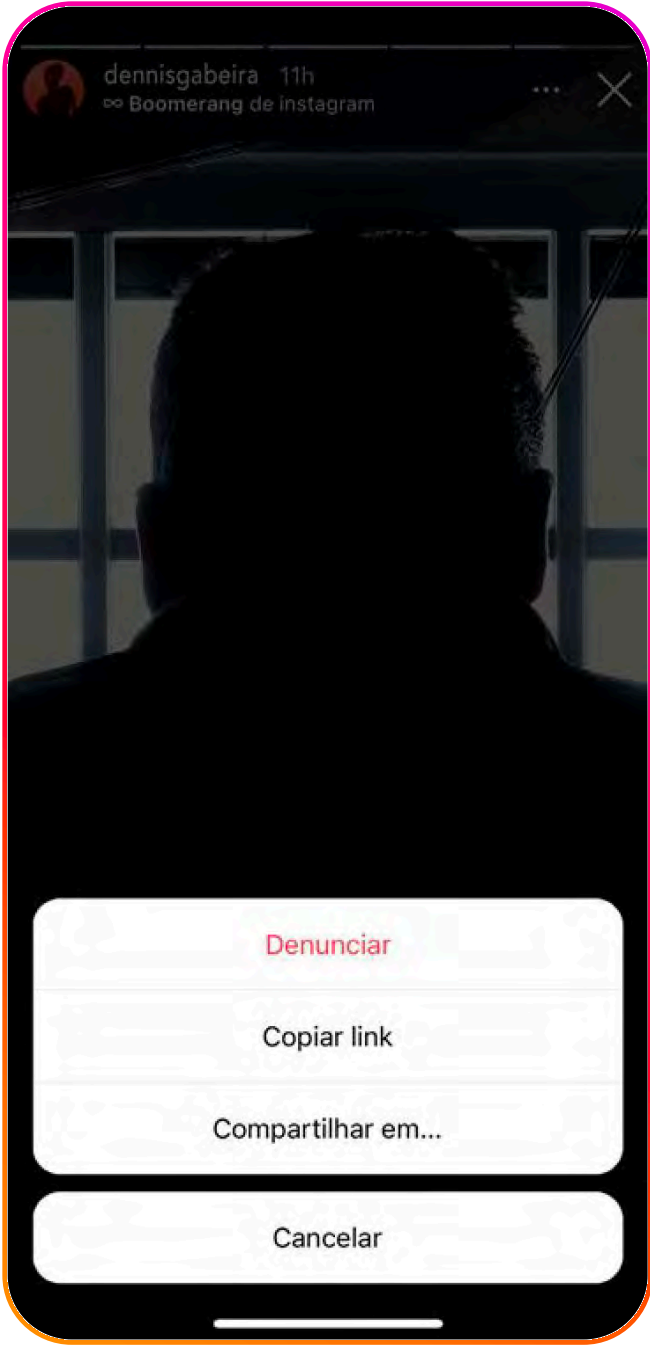 dennisgabeira 11h
∞ Boomerang de instagram
Denunciar
Copiar link
Compartilhar em...
Cancelar